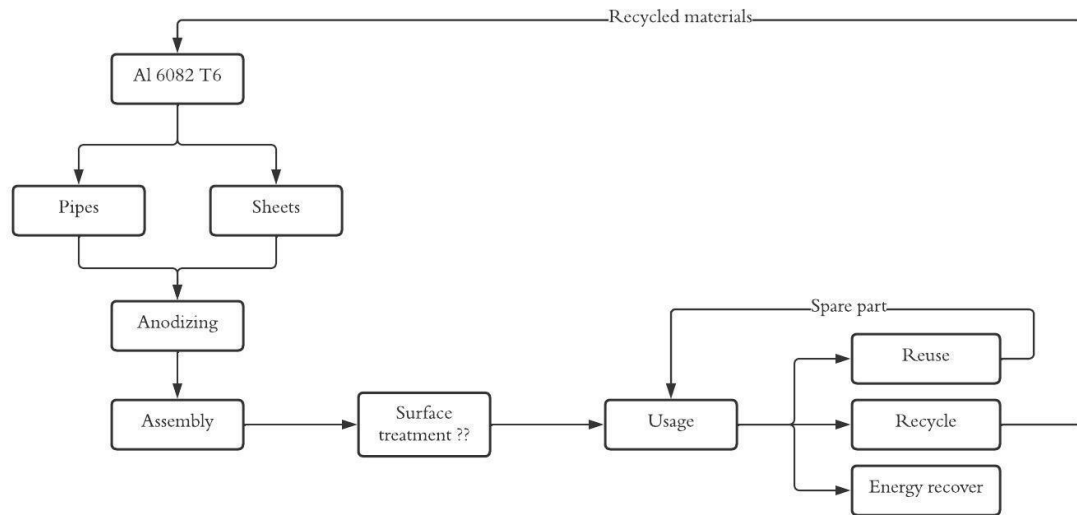 Recycled materials
Al 6082 T6
Pipes
Sheets
Anodizing
Spare part
Reuse
Assembly
Surface
treatment ??
Usage
Recycle
Energy recover